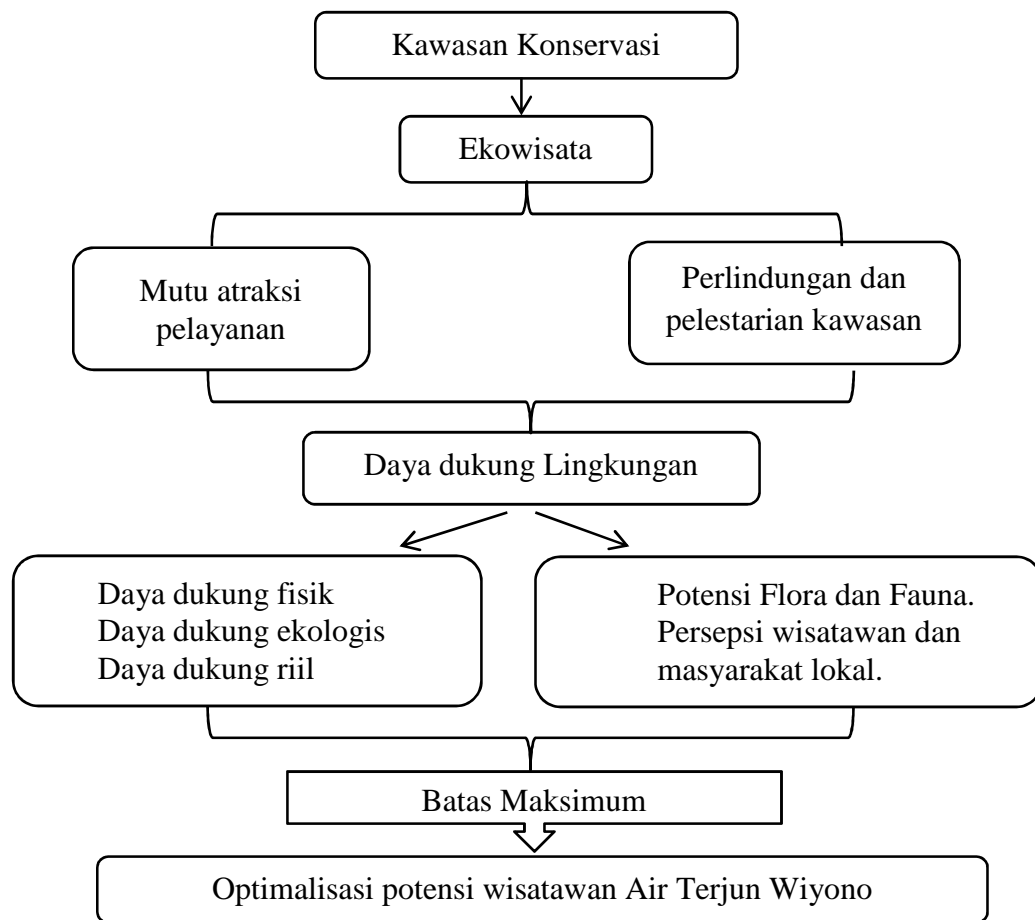 Kawasan Konservasi
Ekowisata
Mutu atraksi
pelayanan
Perlindungan dan
pelestarian kawasan
Daya dukung Lingkungan
Daya dukung fisik
Daya dukung ekologis
Daya dukung riil
Potensi Flora dan Fauna.
Persepsi wisatawan dan
masyarakat lokal.
Batas Maksimum
Optimalisasi potensi wisatawan Air Terjun Wiyono